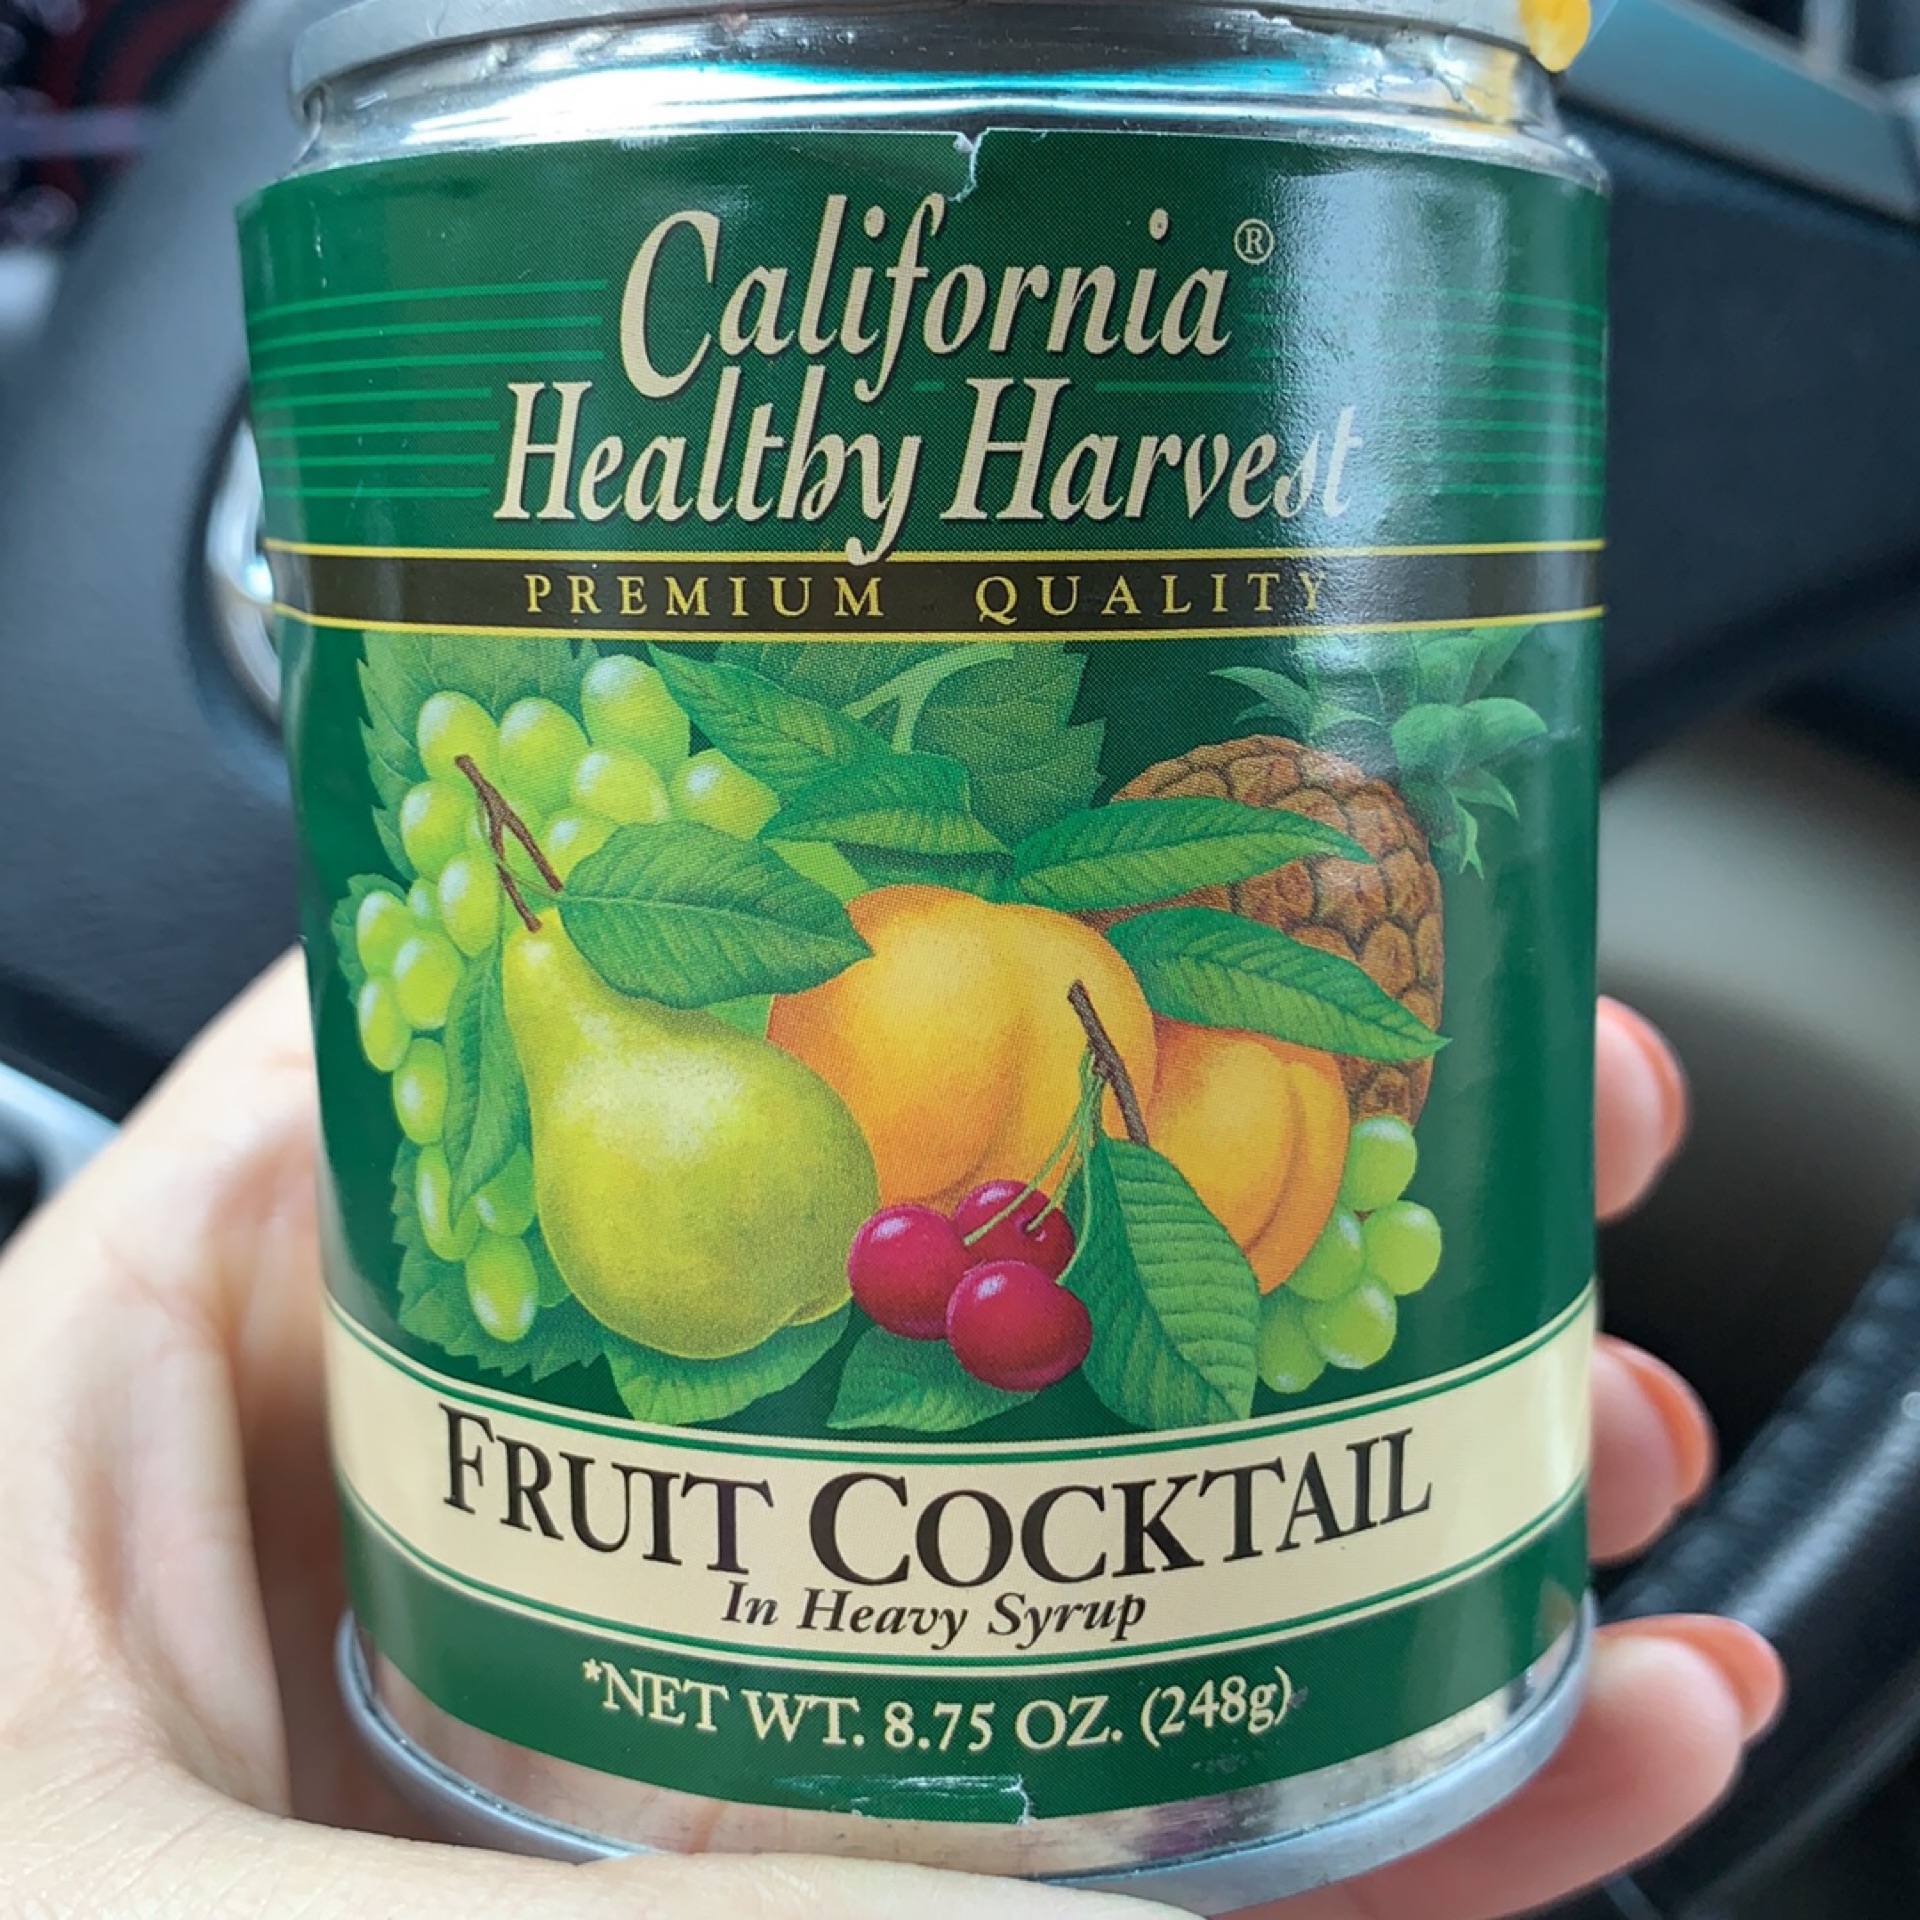 California®
Healthy Harvest
PREMIUM QUALITY
FRUIT COCKTAIL
In Heavy Syrup
*NET WT. 8.75 OZ. (248g)